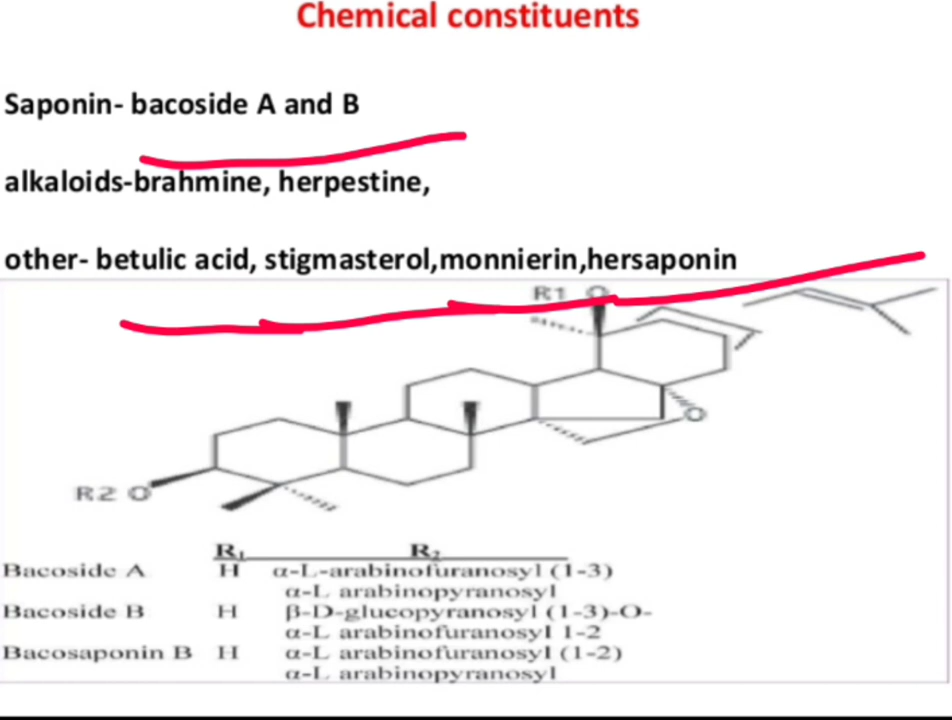 Chemical constituents
Saponin- bacoside A and B
alkaloids-brahmine, herpestine,
other- betulic acid, stigmasterol,monnierin,hersaponin
R1 O
O
R2 O
R₁ R₂
Bacoside A H α-L-arabinofuranosyl (1-3)
α-L arabinopyranosyl
Bacoside B H β-D-glucopyranosyl (1-3)-O-
α-L arabinofuranosyl 1-2
Bacosaponin B H α-L arabinofuranosyl (1-2)
α-L arabinopyranosyl